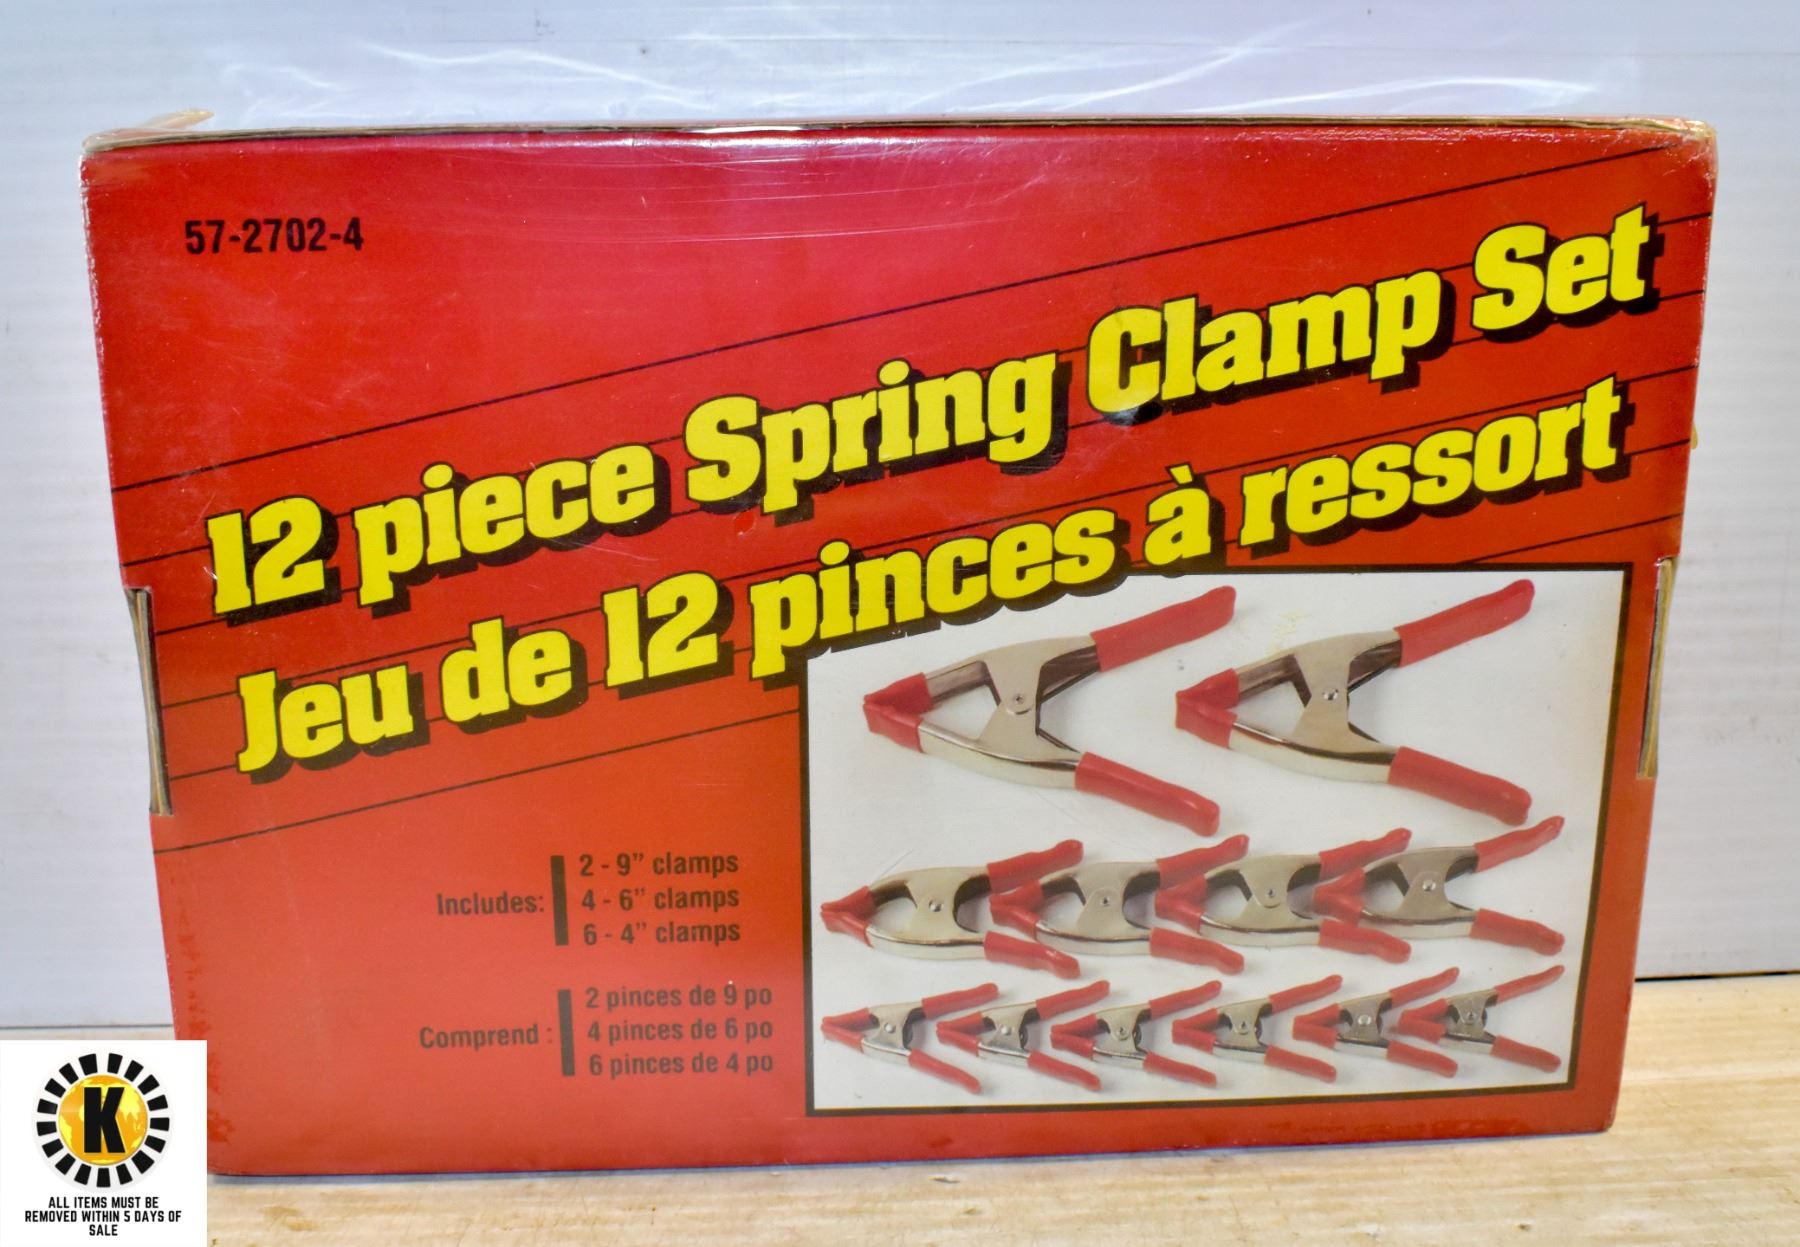 57-2702-4
12 piece Spring Clamp Set
Jeu de 12 pinces à ressort
Includes:
2 - 9" clamps
4 - 6" clamps
6 - 4" clamps
Comprend :
2 pinces de 9 po
4 pinces de 6 po
6 pinces de 4 po
K
ALL ITEMS MUST BE
REMOVED WITHIN 5 DAYS OF
SALE